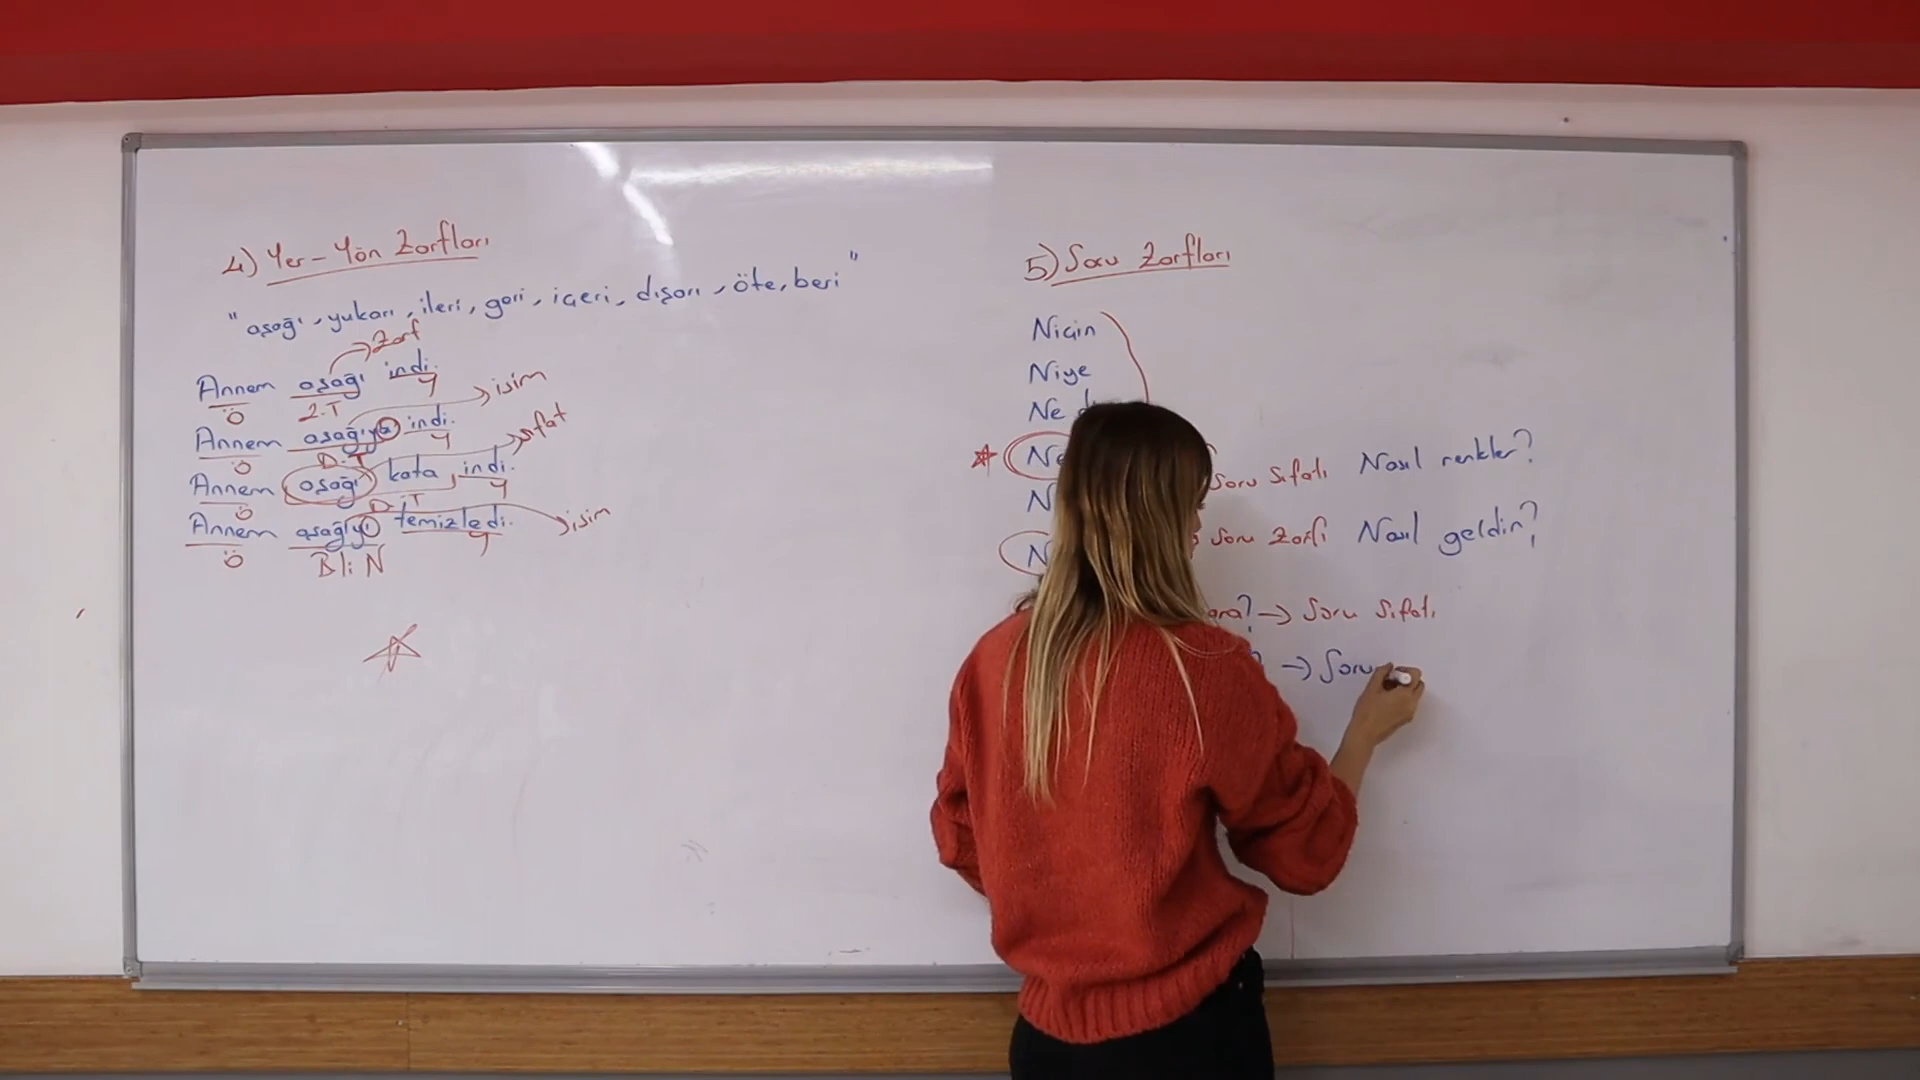 4) Yer-Yön Zarfları
"aşağı, yukarı, ileri, geri, içeri, dışarı, öte, beri"
Zarf
Annem aşağı indi.
Ö Z.T Y
isim
Annem aşağıya indi.
Ö D.T Y
sıfat
Annem aşağı kata indi.
Ö D.T Y
Annem aşağıyı temizledi.
isim
Ö B.li N Y
5) Soru Zarfları
Niçin
Niye
Ne
Soru Sıfatı Nasıl renkler?
Soru Zarfı Nasıl geldin?
→ Soru Sıfatı
→ Soru